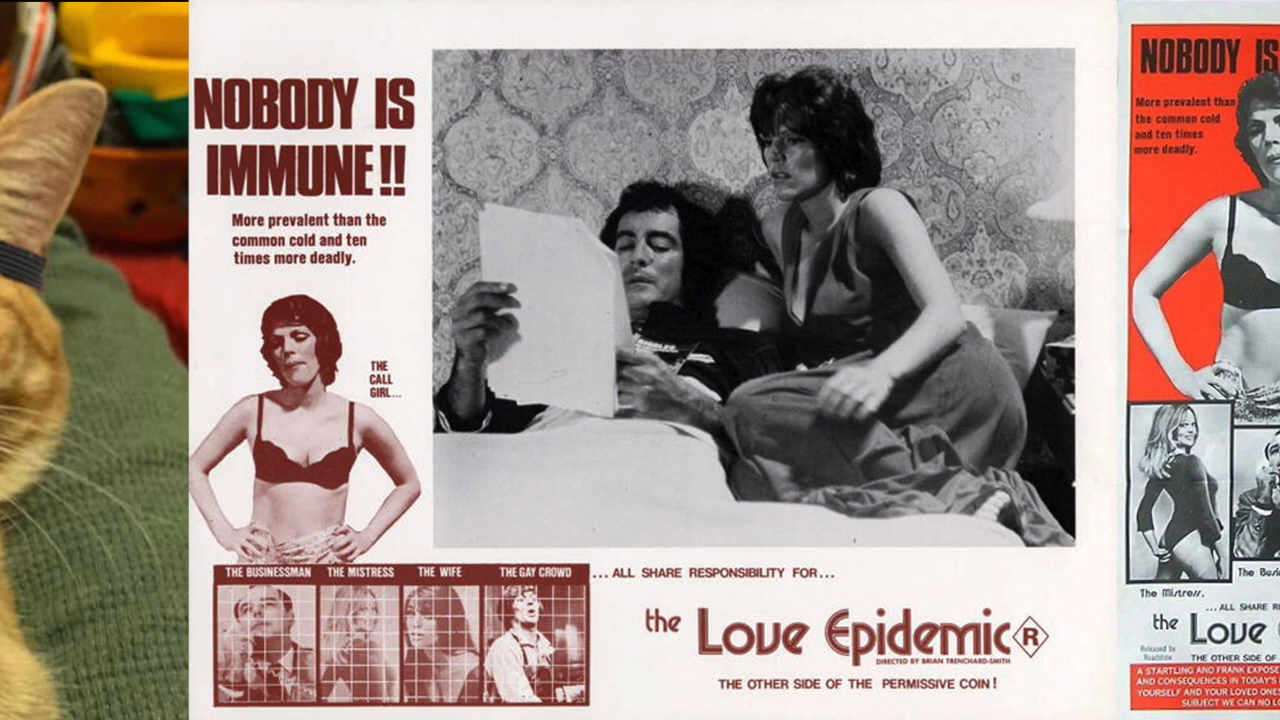 NOBODY IS
IMMUNE!!
More prevalent than the
common cold and ten
times more deadly.
THE
CALL
GIRL...
THE BUSINESSMAN THE MISTRESS THE WIFE THE GAY CROWD
...ALL SHARE RESPONSIBILITY FOR...
the Love Epidemic R
DIRECTED BY BRIAN TRENCHARD-SMITH
THE OTHER SIDE OF THE PERMISSIVE COIN!
NOBODY IS
More prevalent than
the common cold
and ten times
more deadly.
The Mistress.
The Busi
...ALL SHARE R
the Love
Released by
Roadshow
THE OTHER SIDE OF
A STARTLING AND FRANK EXPOSE
AND CONSEQUENCES IN TODAY'S
YOURSELF AND YOUR LOVED ONES
SUBJECT WE CAN NO